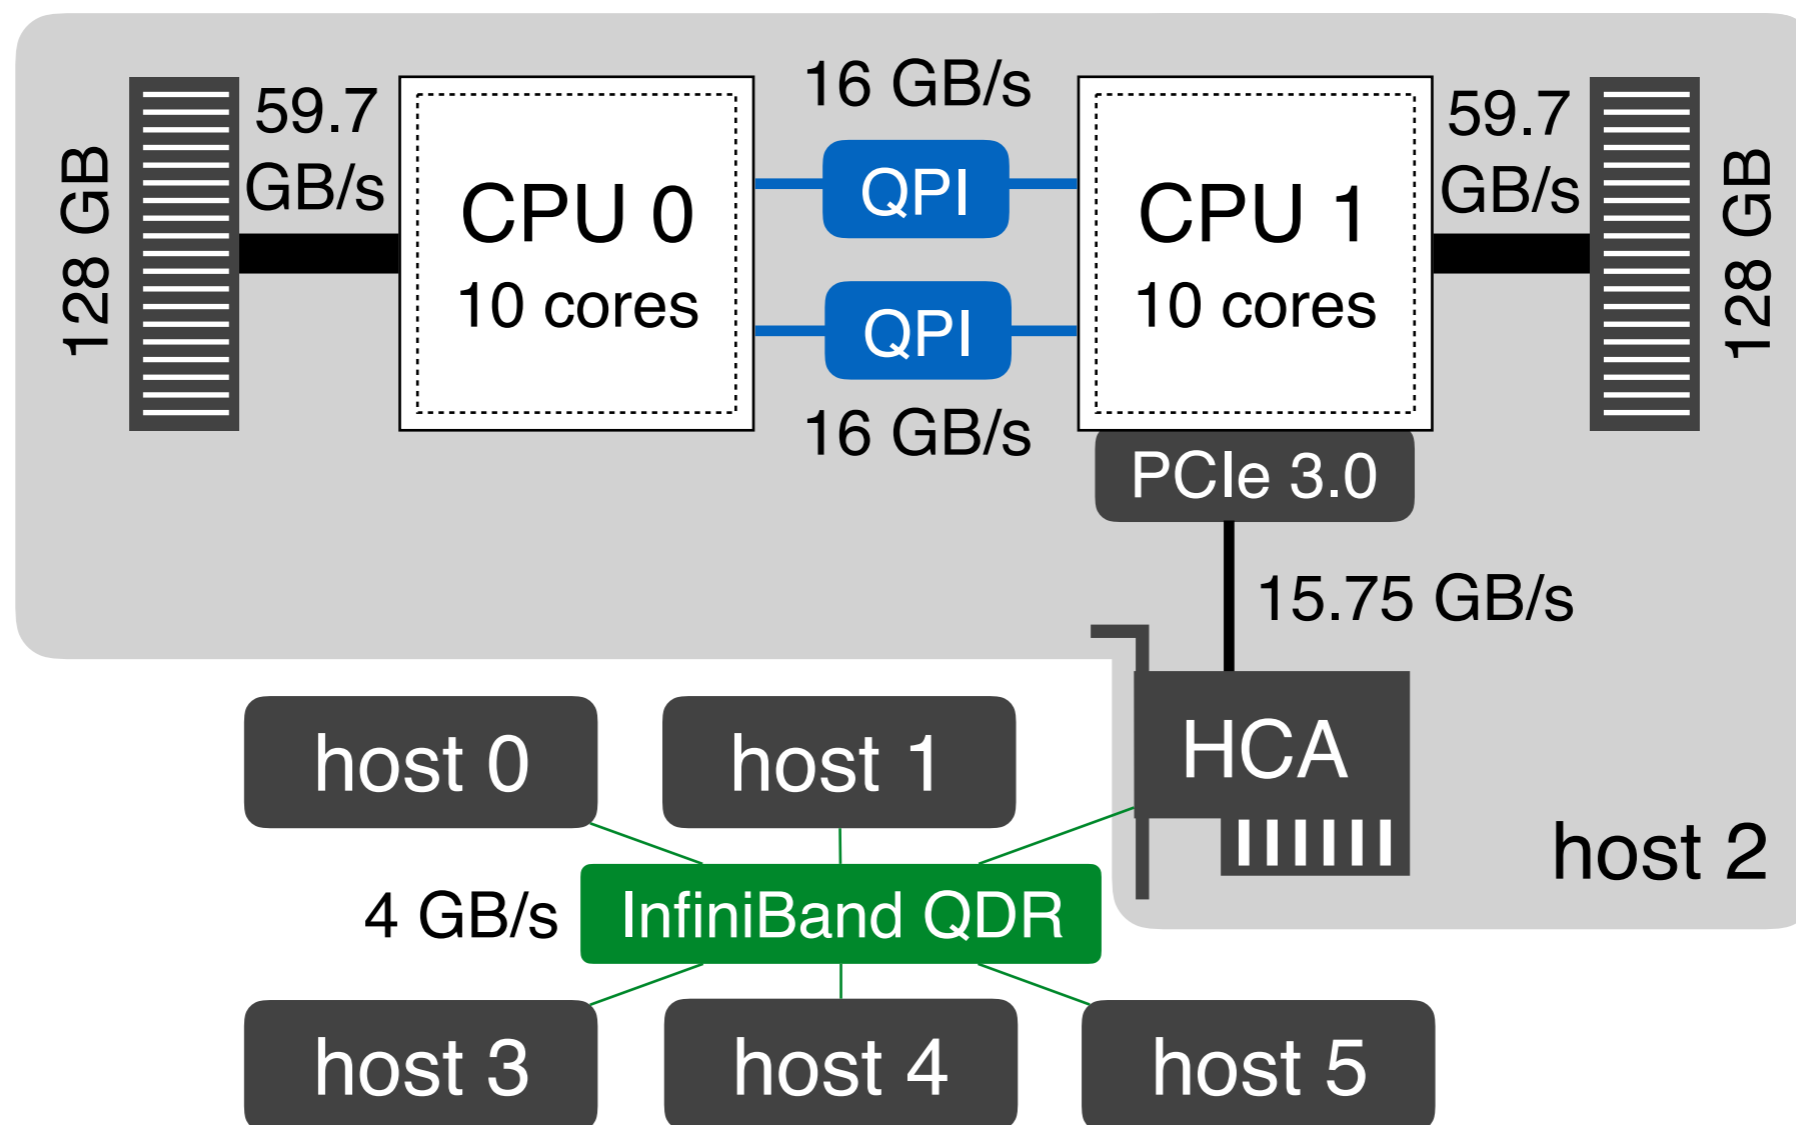 128 GB
59.7
GB/s
CPU 0
10 cores
16 GB/s
QPI
QPI
16 GB/s
CPU 1
10 cores
59.7
GB/s
128 GB
PCIe 3.0
15.75 GB/s
HCA
host 2
host 0
host 1
4 GB/s
InfiniBand QDR
host 3
host 4
host 5